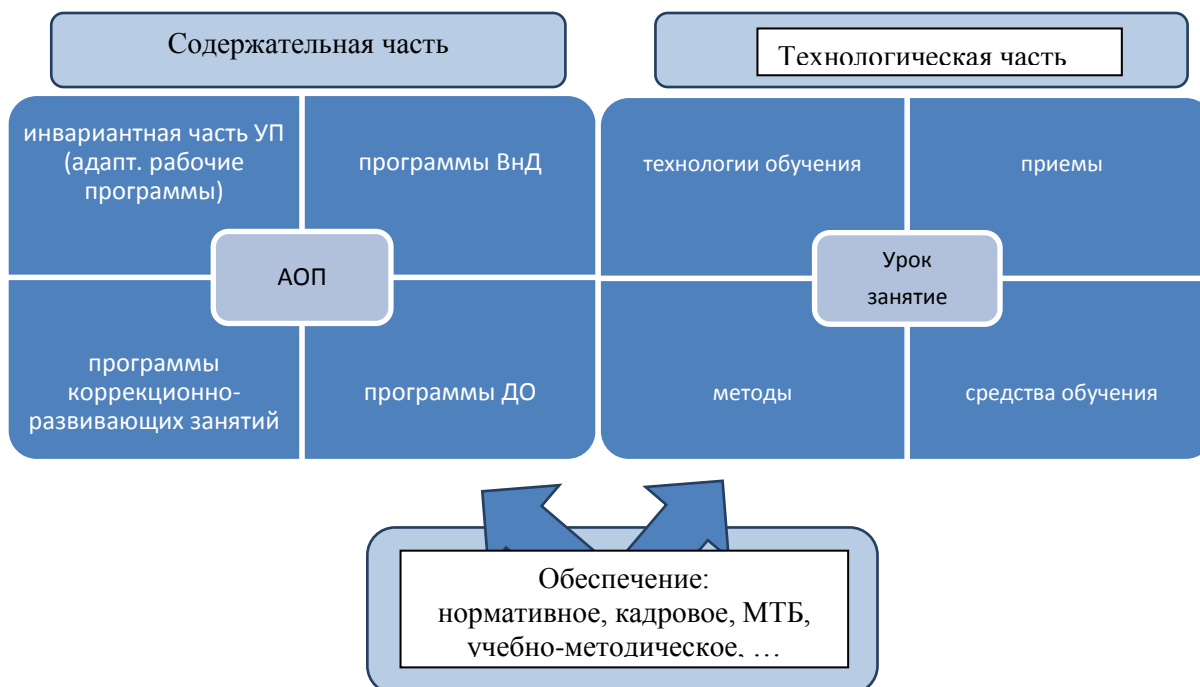 Содержательная часть
Технологическая часть
инвариантная часть УП
(адапт. рабочие
программы)
программы ВнД
АОП
программы
коррекционно-
развивающих занятий
программы ДО
технологии обучения
приемы
Урок
занятие
методы
средства обучения
Обеспечение:
нормативное, кадровое, МТБ,
учебно-методическое, …